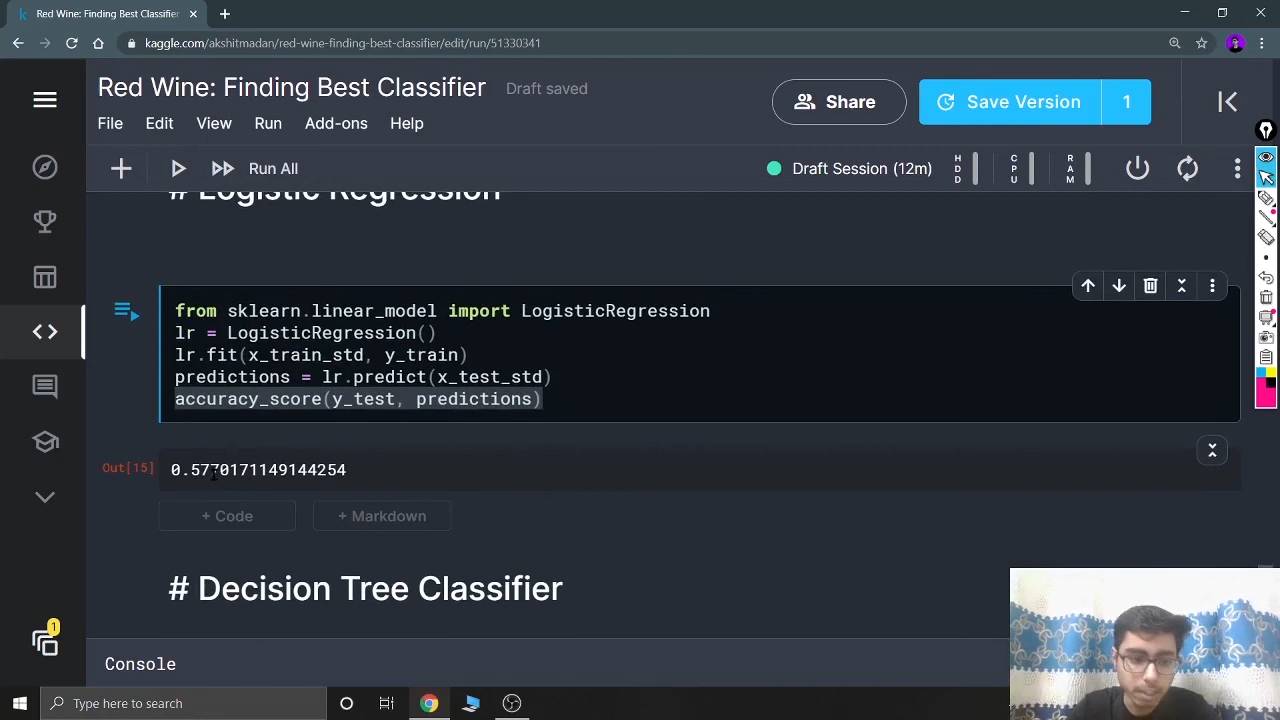 Red Wine: Finding Best Classifier
kaggle.com/akshitmadan/red-wine-finding-best-classifier/edit/run/51330341
Red Wine: Finding Best Classifier
Draft saved
Share
Save Version
1
File
Edit
View
Run
Add-ons
Help
Run All
Draft Session (12m)
HDD
CPU
RAM
# Logistic Regression
from sklearn.linear_model import LogisticRegression
lr = LogisticRegression()
lr.fit(x_train_std, y_train)
predictions = lr.predict(x_test_std)
accuracy_score(y_test, predictions)
Out[15]
0.5770171149144254
+ Code
+ Markdown
# Decision Tree Classifier
1
Console
Type here to search